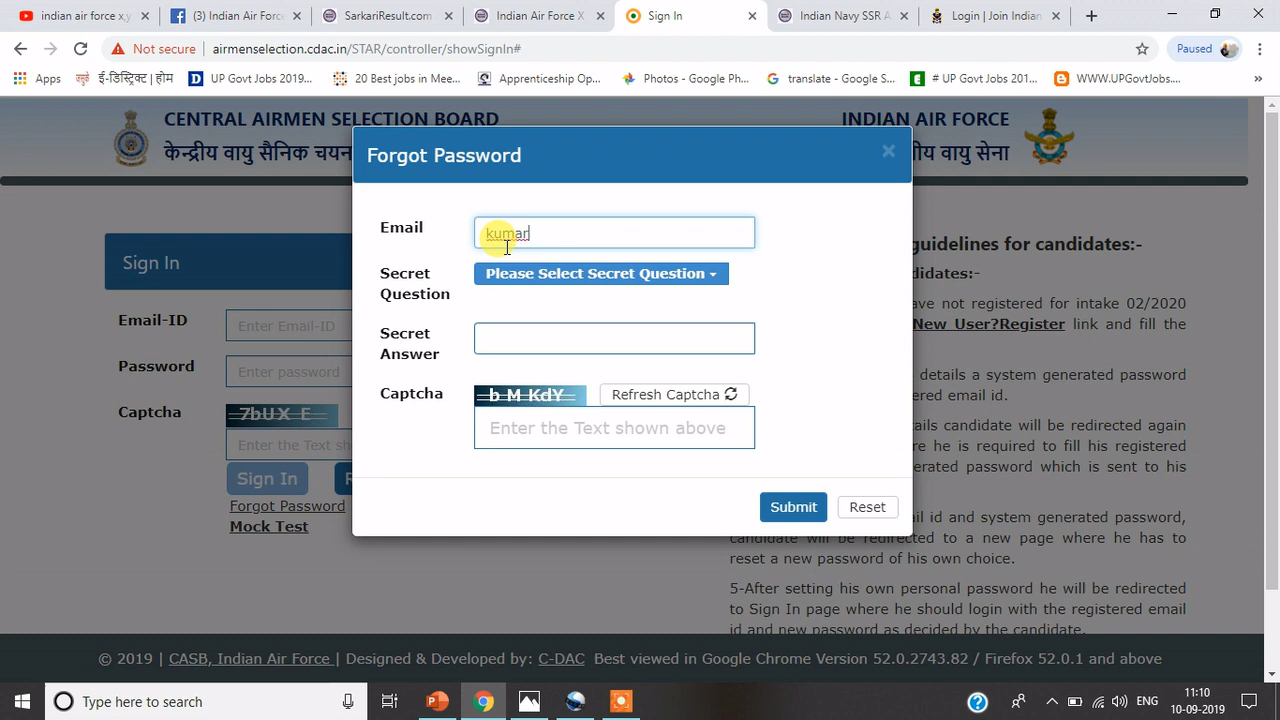 indian air force x,y
(3) Indian Air Force
SarkariResult.com
Indian Air Force X
Sign In
Indian Navy SSR A
Login | Join Indian
Not secure
airmenselection.cdac.in/STAR/controller/showSignIn#
Paused
Apps
ई-डिस्ट्रिक्ट | होम
UP Govt Jobs 2019...
20 Best jobs in Mee...
Apprenticeship Op...
Photos - Google Ph...
translate - Google S...
# UP Govt Jobs 201...
WWW.UPGovtJobs....
»
CENTRAL AIRMEN SELECTION BOARD
INDIAN AIR FORCE
केन्द्रीय वायु सैनिक चयन
वायु सेना
Forgot Password
×
Email
kumar
Secret
Question
Please Select Secret Question
Secret
Answer
Captcha
b M KdY
Refresh Captcha
Enter the Text shown above
Submit
Reset
Sign In
Email-ID
Enter Email-ID
Password
Enter password
Captcha
7bUX E
Enter the Text
Sign In
R
Forgot Password
Mock Test
guidelines for candidates:-
didates:-
ave not registered for intake 02/2020
New User?Register link and fill the
details a system generated password
ered email id.
tails candidate will be redirected again
re he is required to fill his registered
erated password which is sent to his
ail id and system generated password,
candidate will be redirected to a new page where he has to
reset a new password of his own choice.
5-After setting his own personal password he will be redirected
to Sign In page where he should login with the registered email
id and new password as decided by the candidate.
© 2019 | CASB, Indian Air Force | Designed & Developed by: C-DAC Best viewed in Google Chrome Version 52.0.2743.82 / Firefox 52.0.1 and above
Type here to search
ENG
11:10
10-09-2019